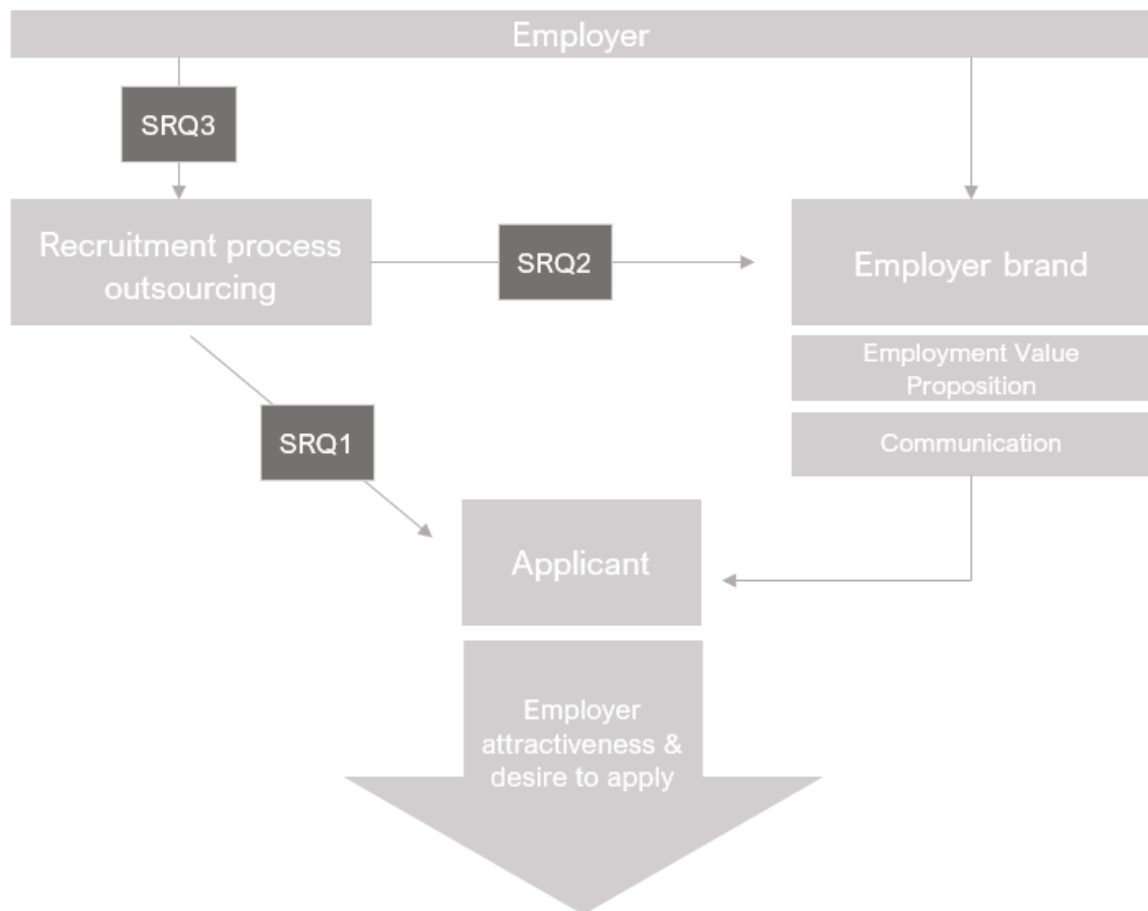 Employer
SRQ3
Recruitment process
outsourcing
SRQ2
Employer brand
Employment Value
Proposition
Communication
SRQ1
Applicant
Employer
attractiveness &
desire to apply